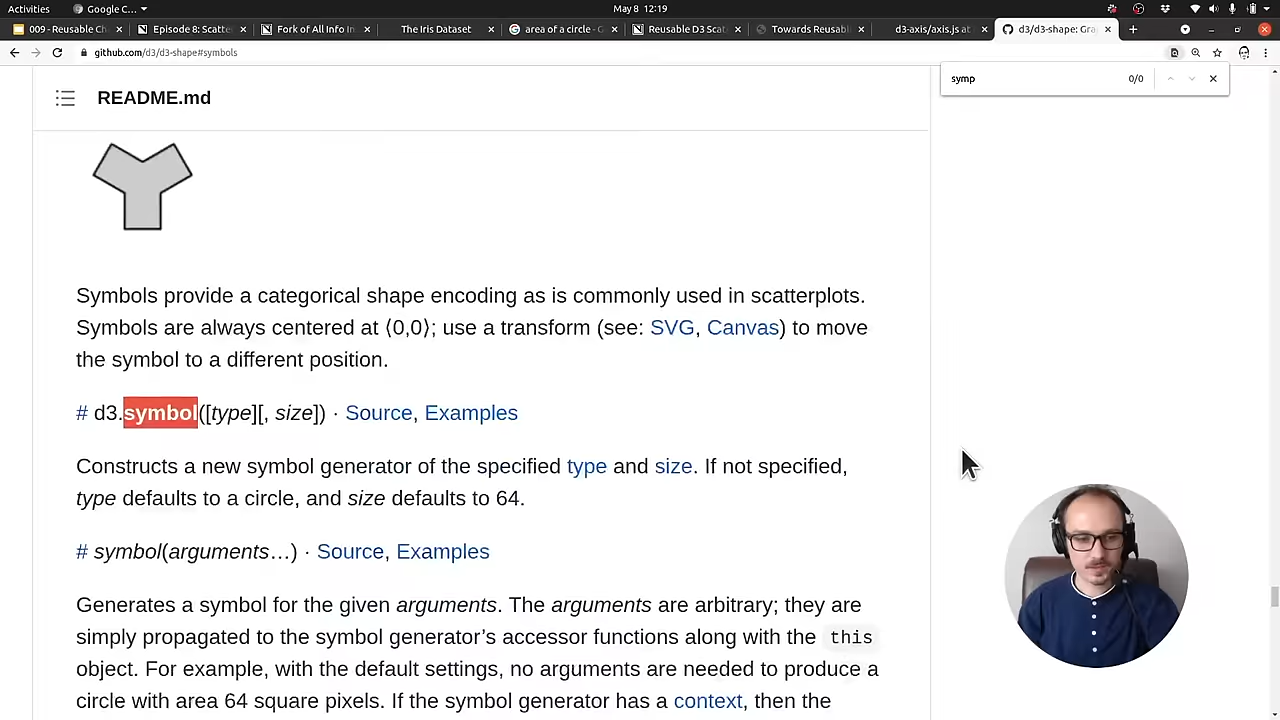 Activities
Google C...
May 8 12:19
009 - Reusable Ch
Episode 8: Scatte
Fork of All Info In
The Iris Dataset
area of a circle - G
Reusable D3 Scat
Towards Reusabl
d3-axis/axis.js at
d3/d3-shape: Gra
github.com/d3/d3-shape#symbols
symp
0/0
README.md
Symbols provide a categorical shape encoding as is commonly used in scatterplots.
Symbols are always centered at ⟨0,0⟩; use a transform (see: SVG, Canvas) to move
the symbol to a different position.
# d3.symbol([type][, size]) · Source, Examples
Constructs a new symbol generator of the specified type and size. If not specified,
type defaults to a circle, and size defaults to 64.
# symbol(arguments…) · Source, Examples
Generates a symbol for the given arguments. The arguments are arbitrary; they are
simply propagated to the symbol generator’s accessor functions along with the this
object. For example, with the default settings, no arguments are needed to produce a
circle with area 64 square pixels. If the symbol generator has a context, then the